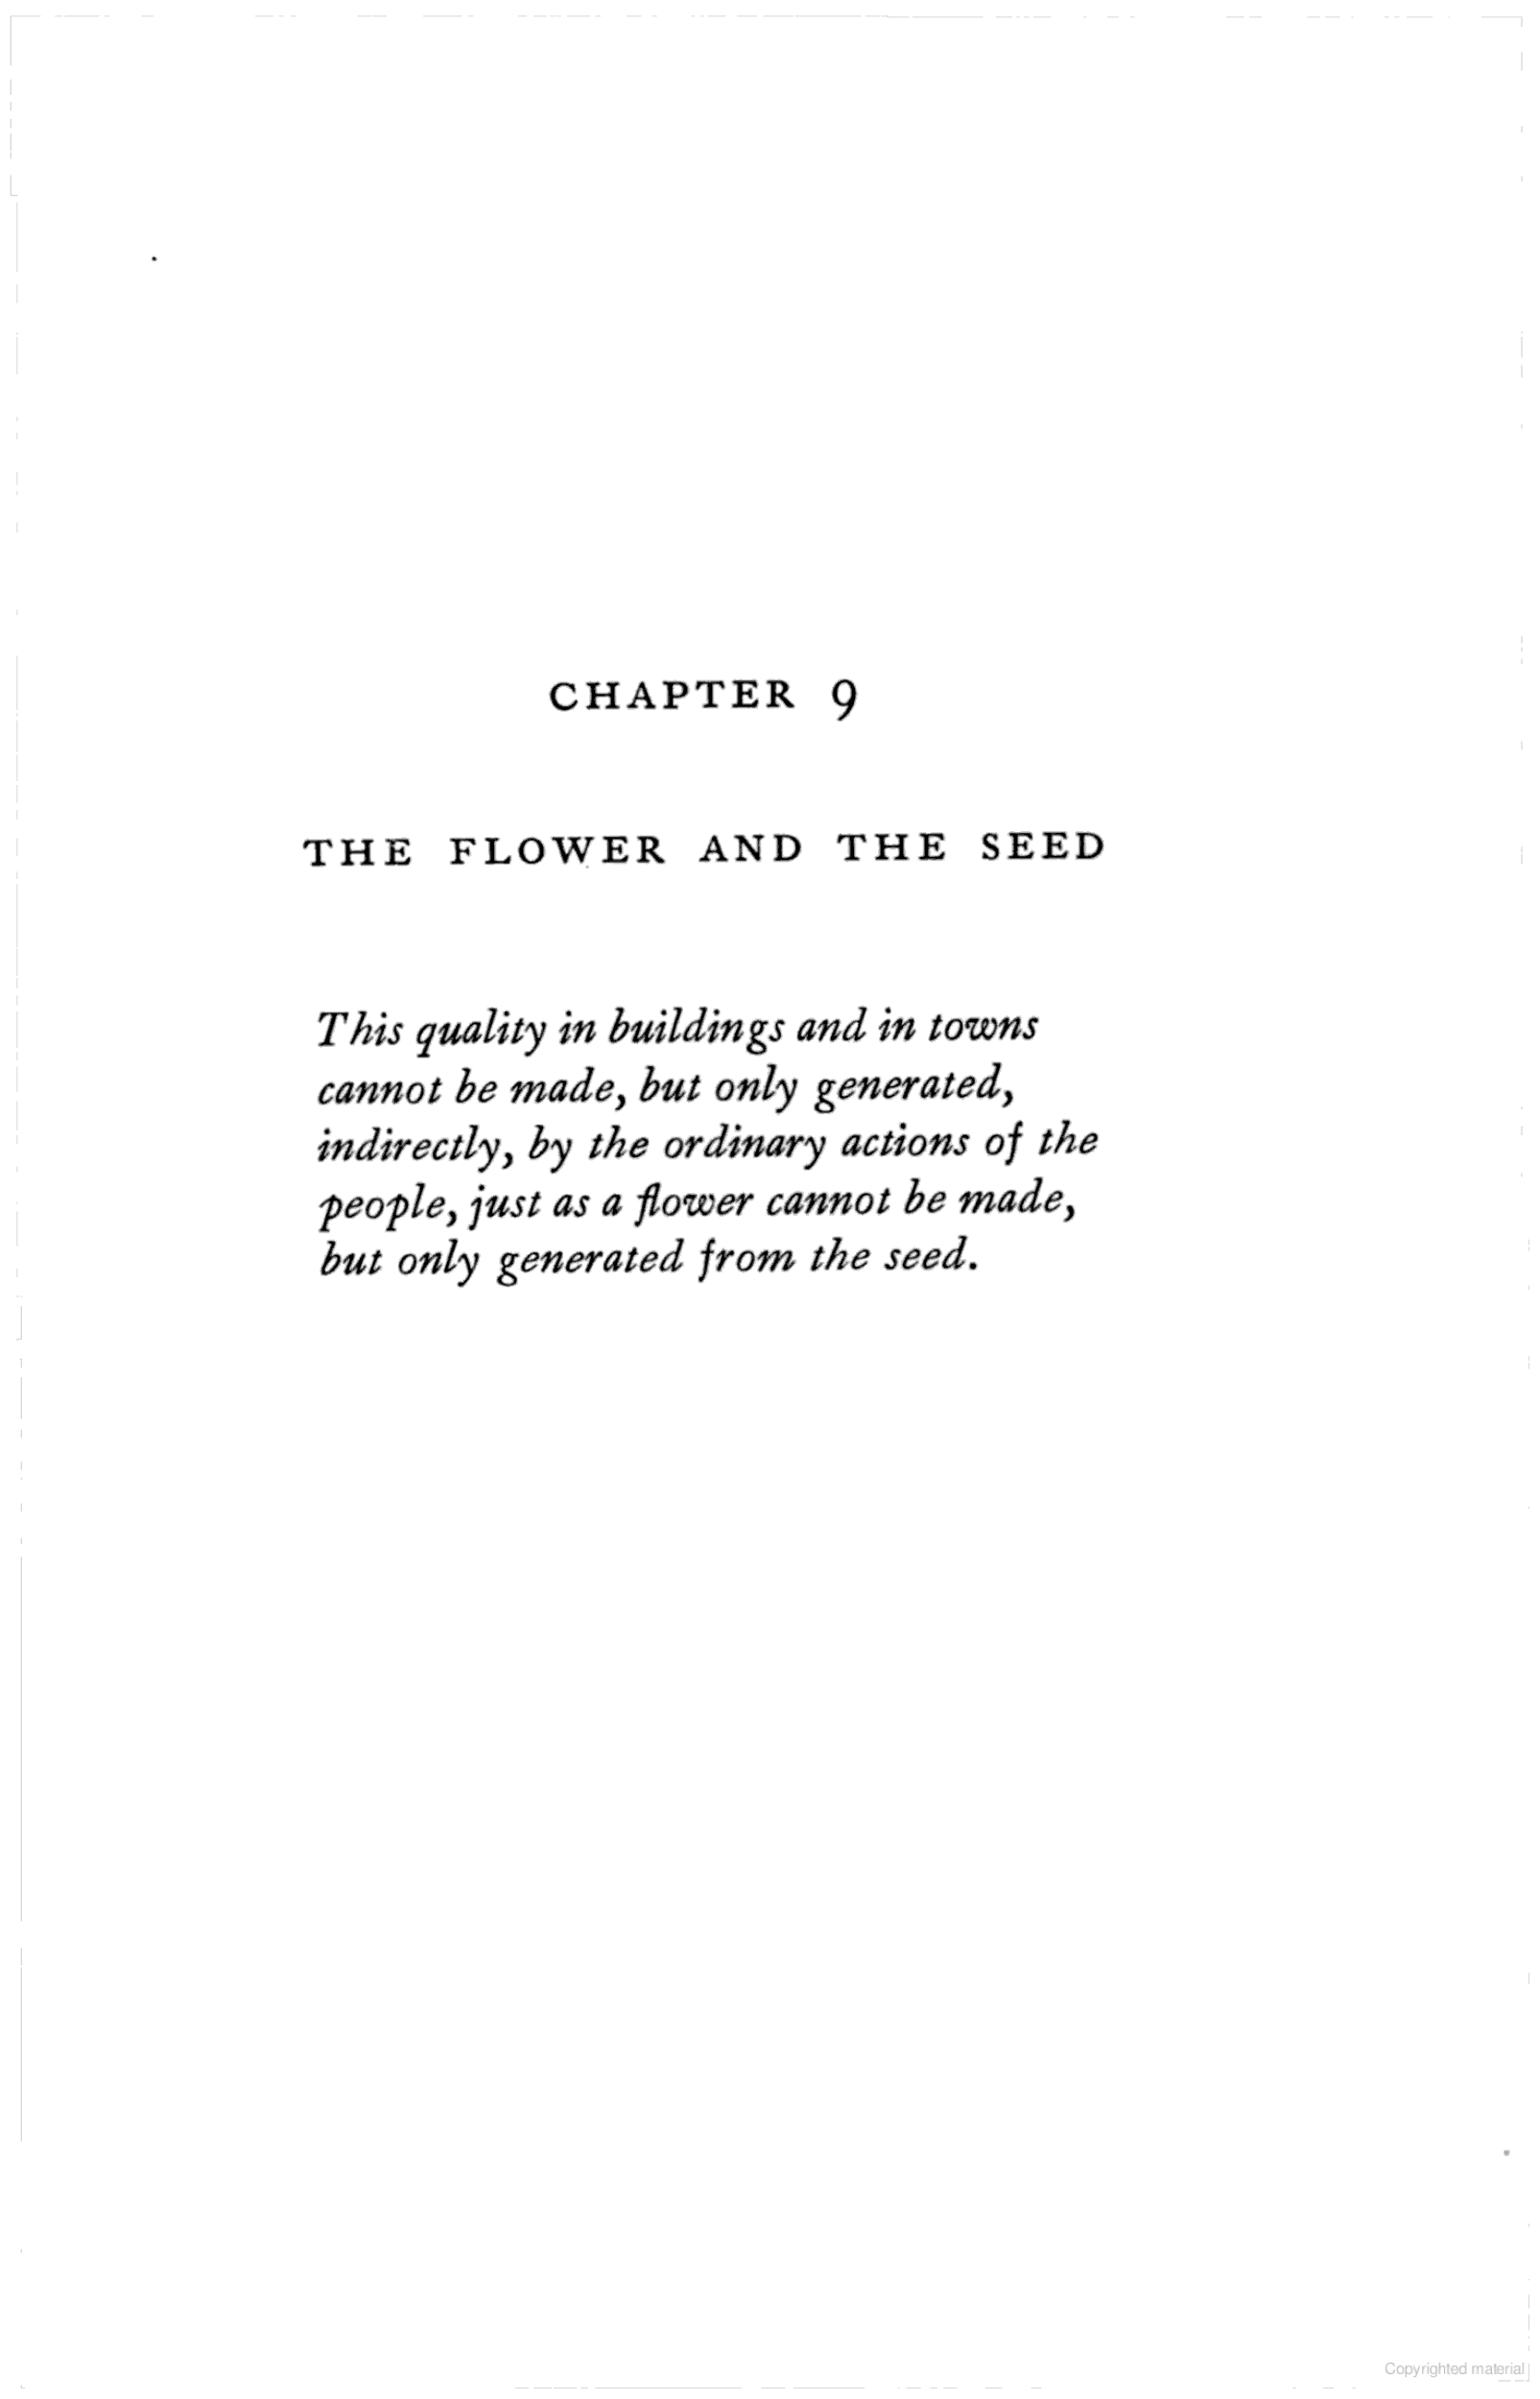 CHAPTER 9
THE FLOWER AND THE SEED
This quality in buildings and in towns
cannot be made, but only generated,
indirectly, by the ordinary actions of the
people, just as a flower cannot be made,
but only generated from the seed.
Copyrighted material